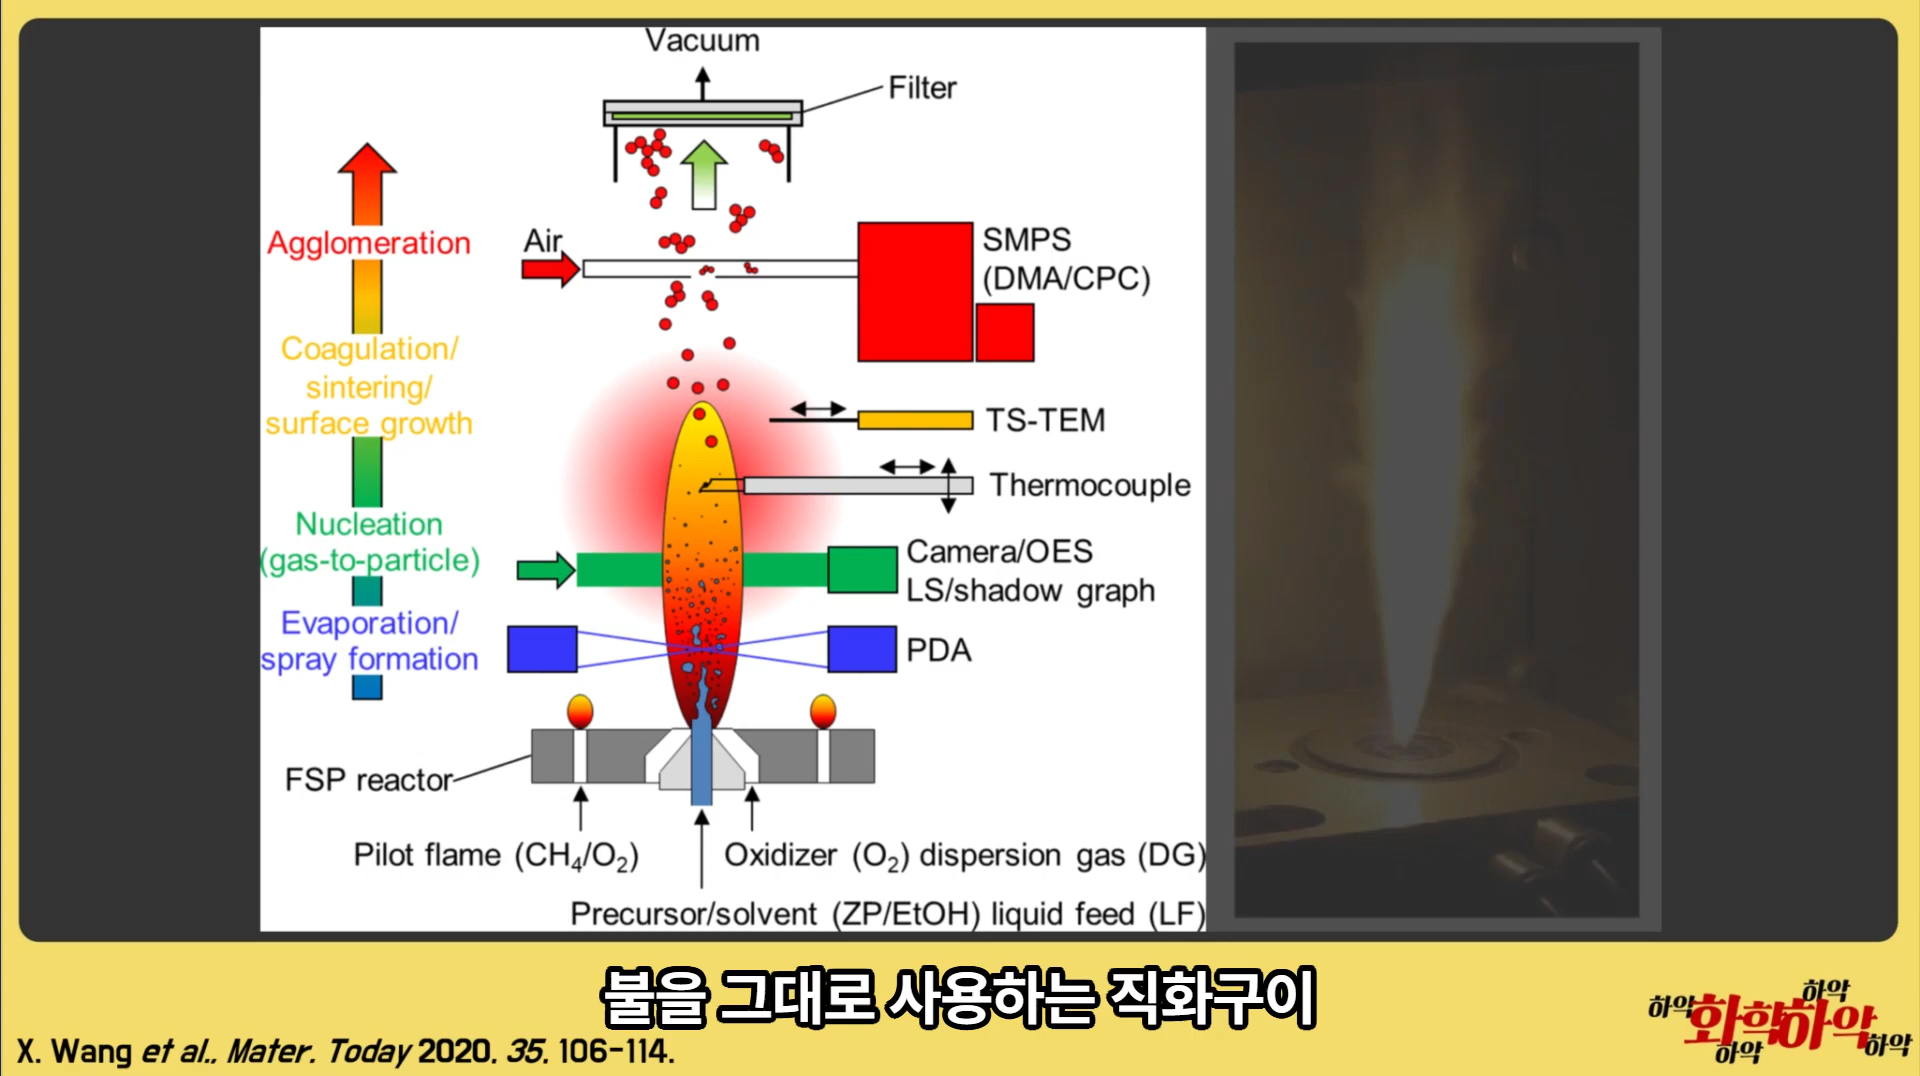 Vacuum
Filter
Agglomeration
Air
SMPS
(DMA/CPC)
Coagulation/
sintering/
surface growth
TS-TEM
Thermocouple
Nucleation
(gas-to-particle)
Camera/OES
LS/shadow graph
Evaporation/
spray formation
PDA
FSP reactor
Pilot flame (CH₄/O₂)
Oxidizer (O₂) dispersion gas (DG)
Precursor/solvent (ZP/EtOH) liquid feed (LF)
불을 그대로 사용하는 직화구이
X. Wang et al., Mater. Today 2020, 35, 106-114.
하악
하악
화학하악
하악
하악